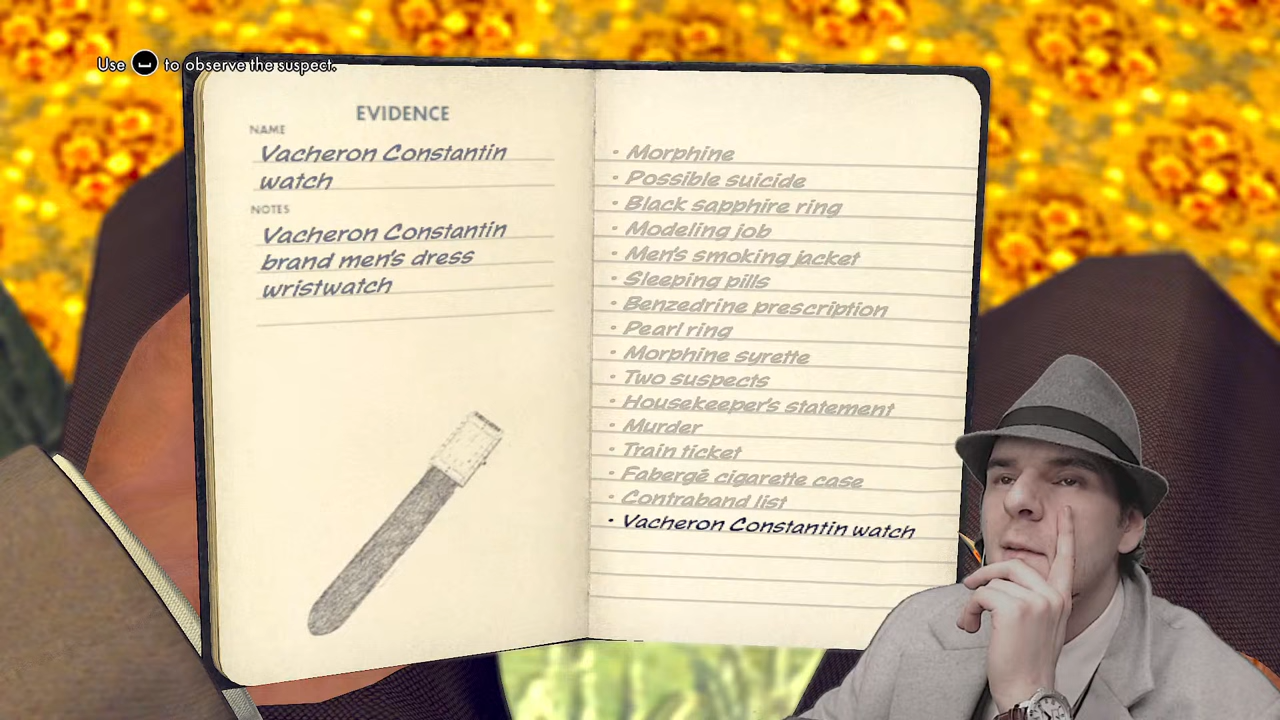 Use to observe the suspect.
EVIDENCE
NAME
Vacheron Constantin
watch
NOTES
Vacheron Constantin
brand men's dress
wristwatch
• Morphine
• Possible suicide
• Black sapphire ring
• Modeling job
• Men's smoking jacket
• Sleeping pills
• Benzedrine prescription
• Pearl ring
• Morphine syrette
• Two suspects
• Housekeeper's statement
• Murder
• Train ticket
• Fabergé cigarette case
• Contraband list
• Vacheron Constantin watch